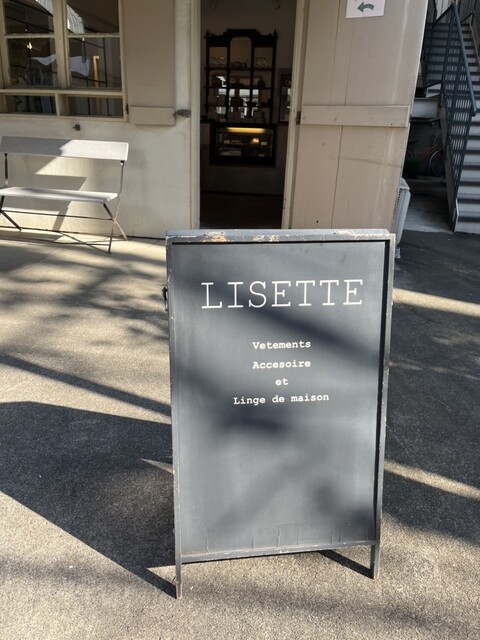 LISETTE
Vetements
Accesoire
et
Linge de maison